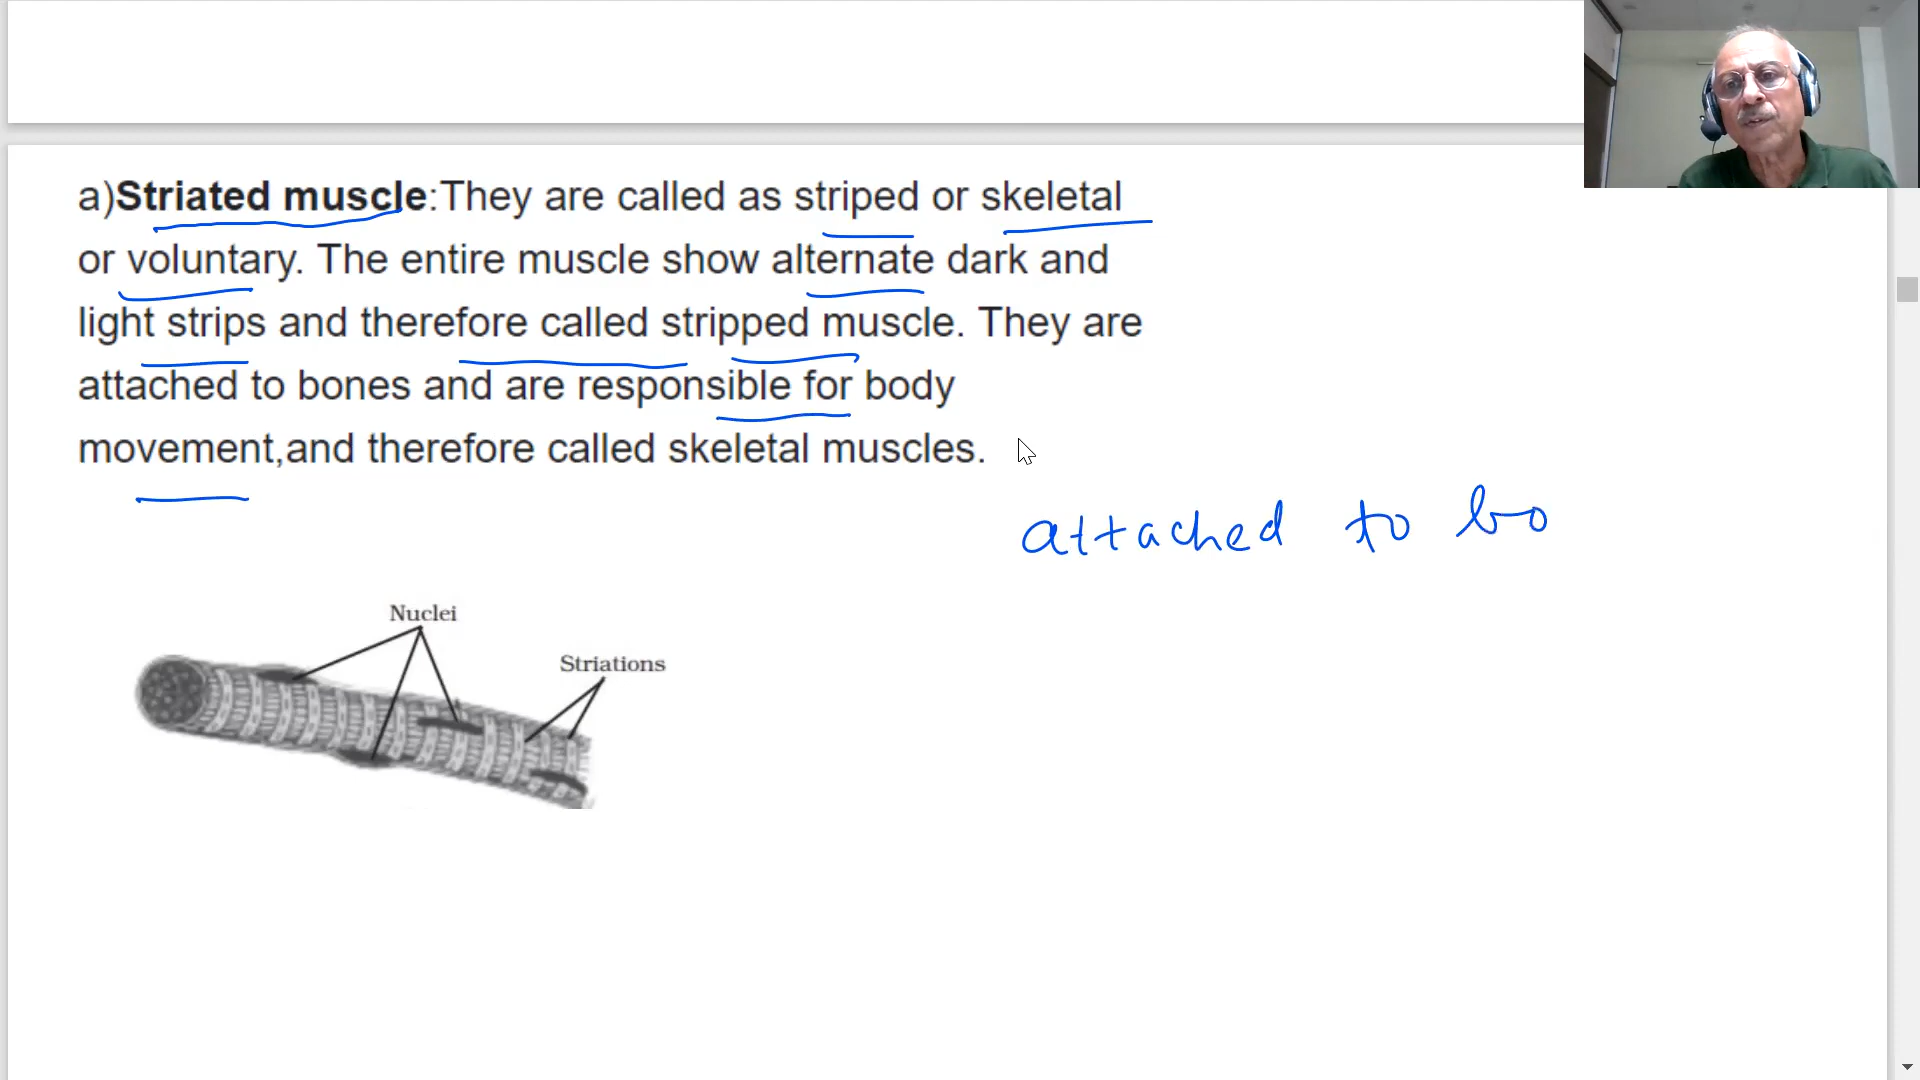 a)Striated muscle:They are called as striped or skeletal
or voluntary. The entire muscle show alternate dark and
light strips and therefore called stripped muscle. They are
attached to bones and are responsible for body
movement,and therefore called skeletal muscles.
attached to bo
Nuclei
Striations